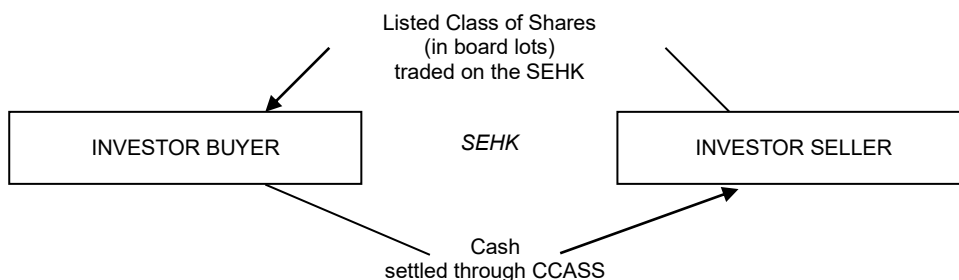 Listed Class of Shares
(in board lots)
traded on the SEHK
INVESTOR BUYER
SEHK
INVESTOR SELLER
Cash
settled through CCASS